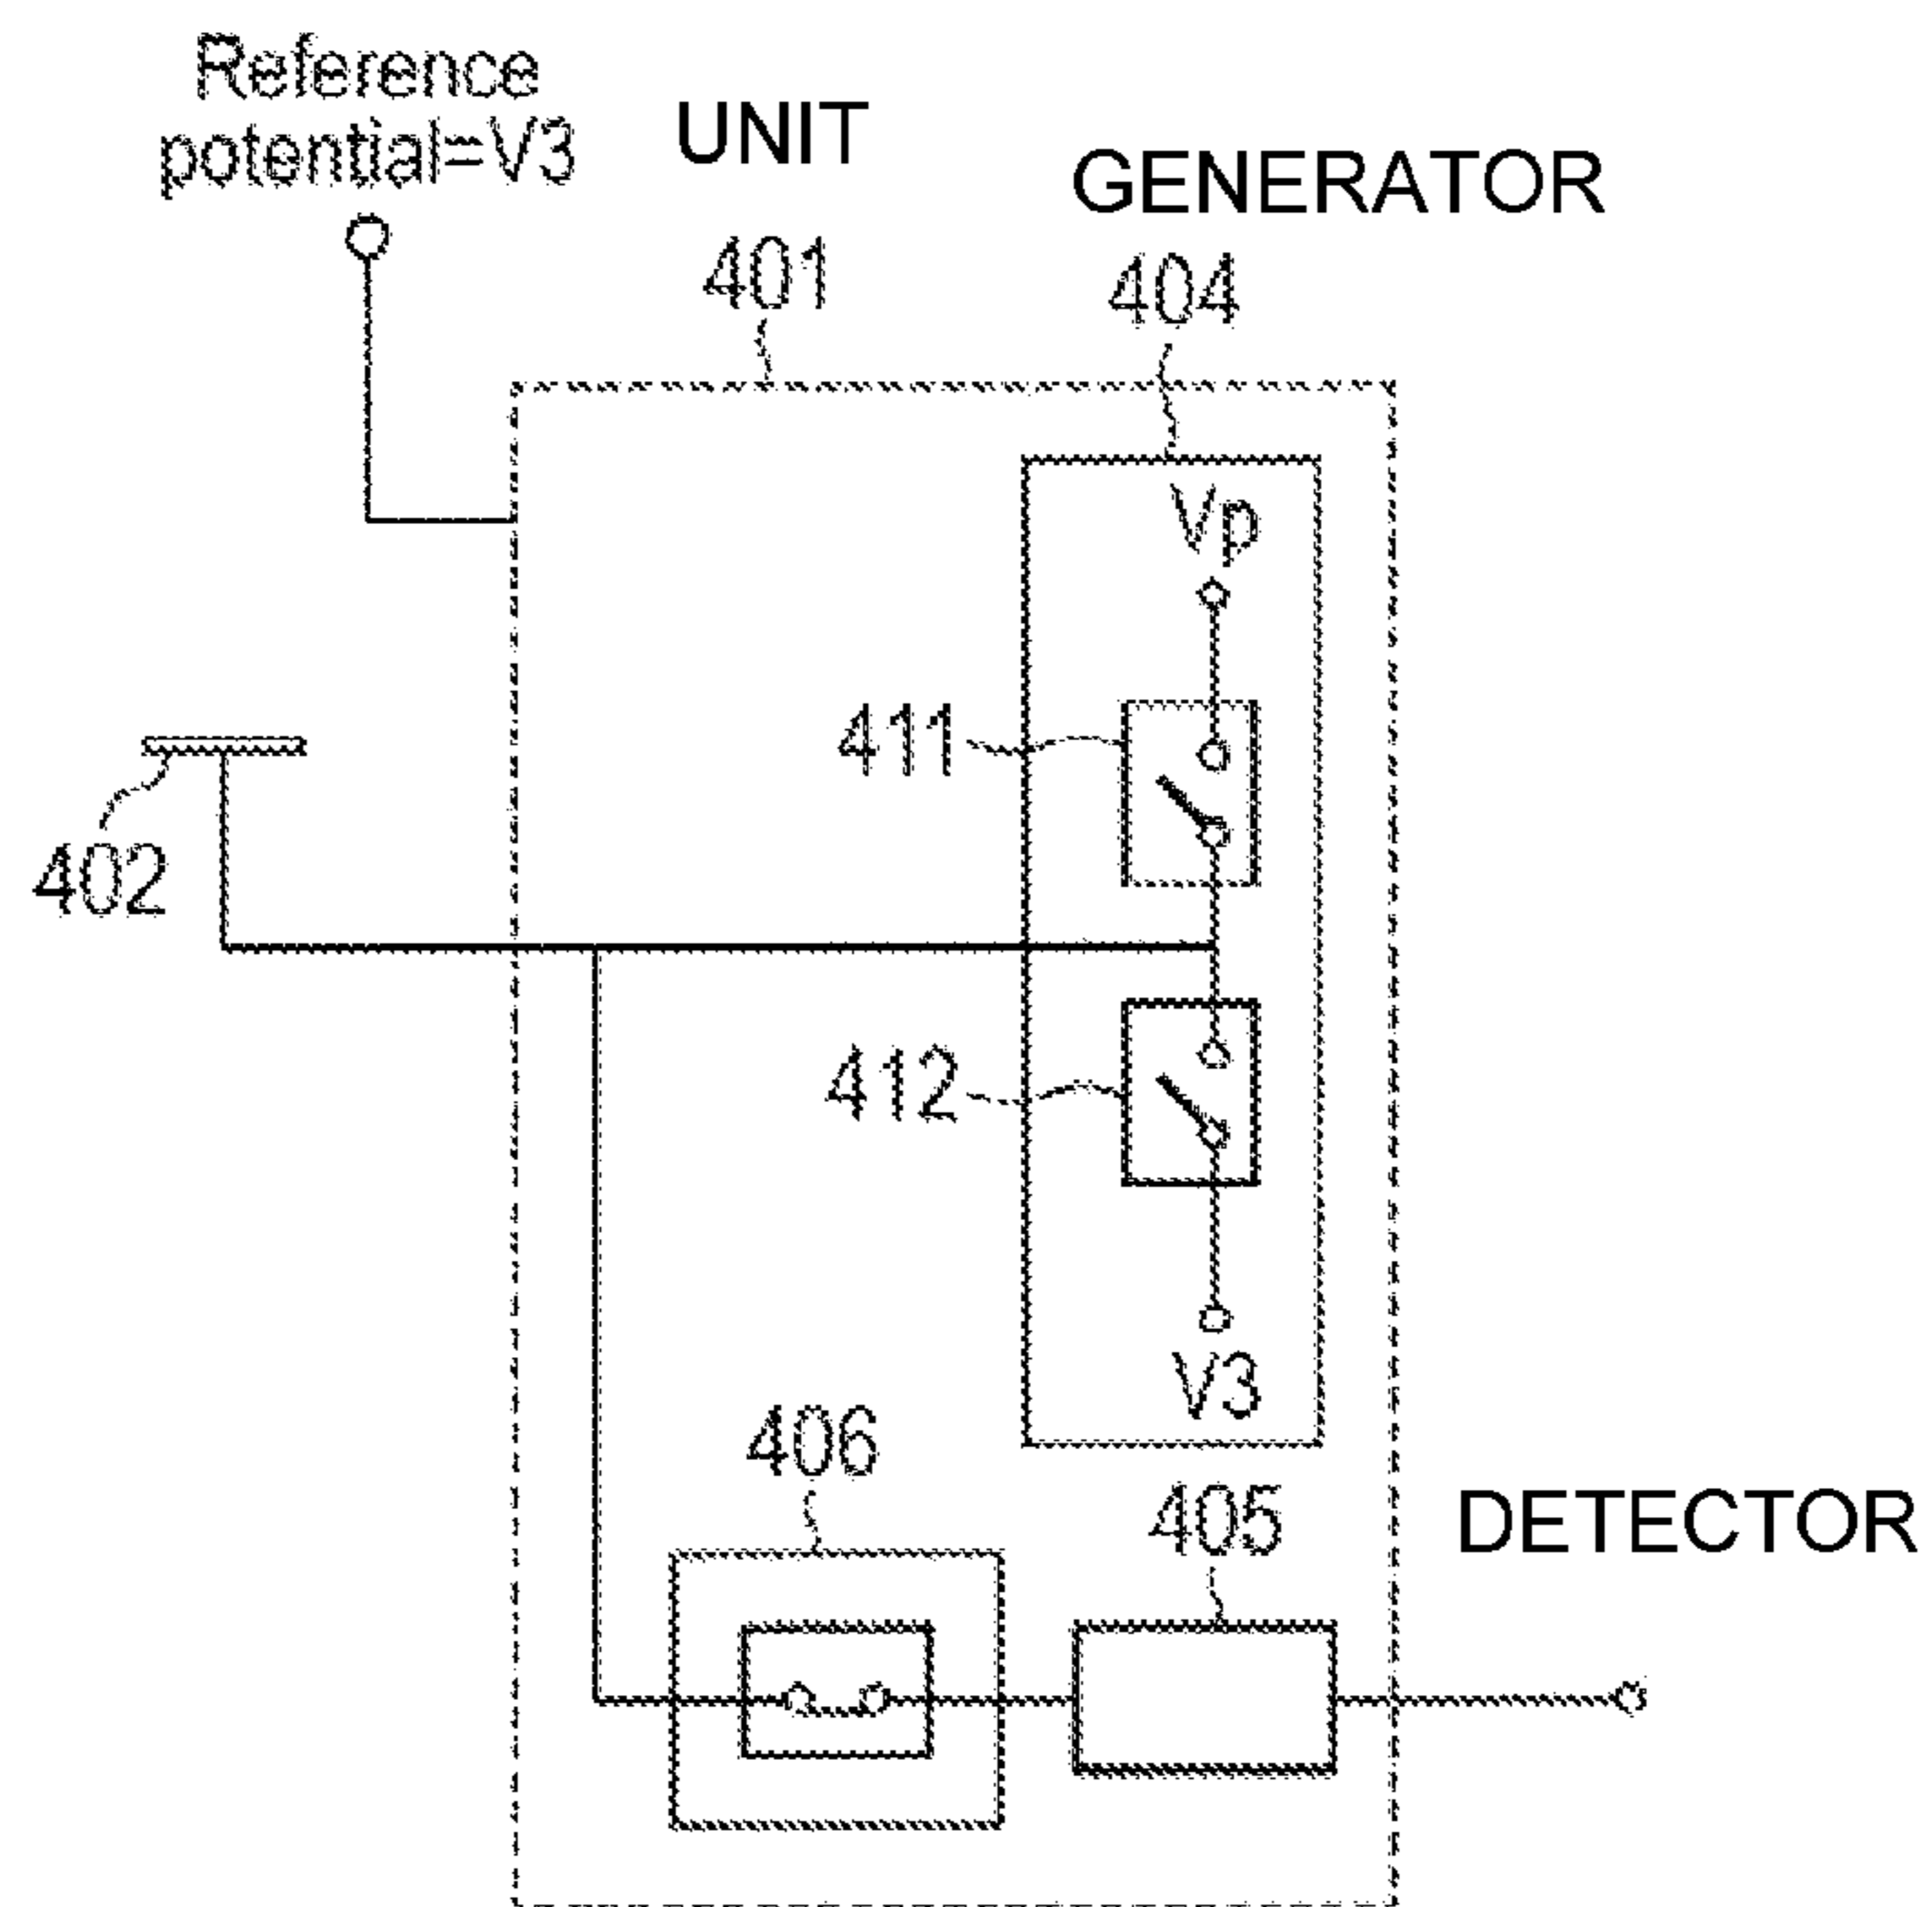 Reference
potential=V3
UNIT
GENERATOR
401
404
Vp
411
402
412
V3
406
405
DETECTOR